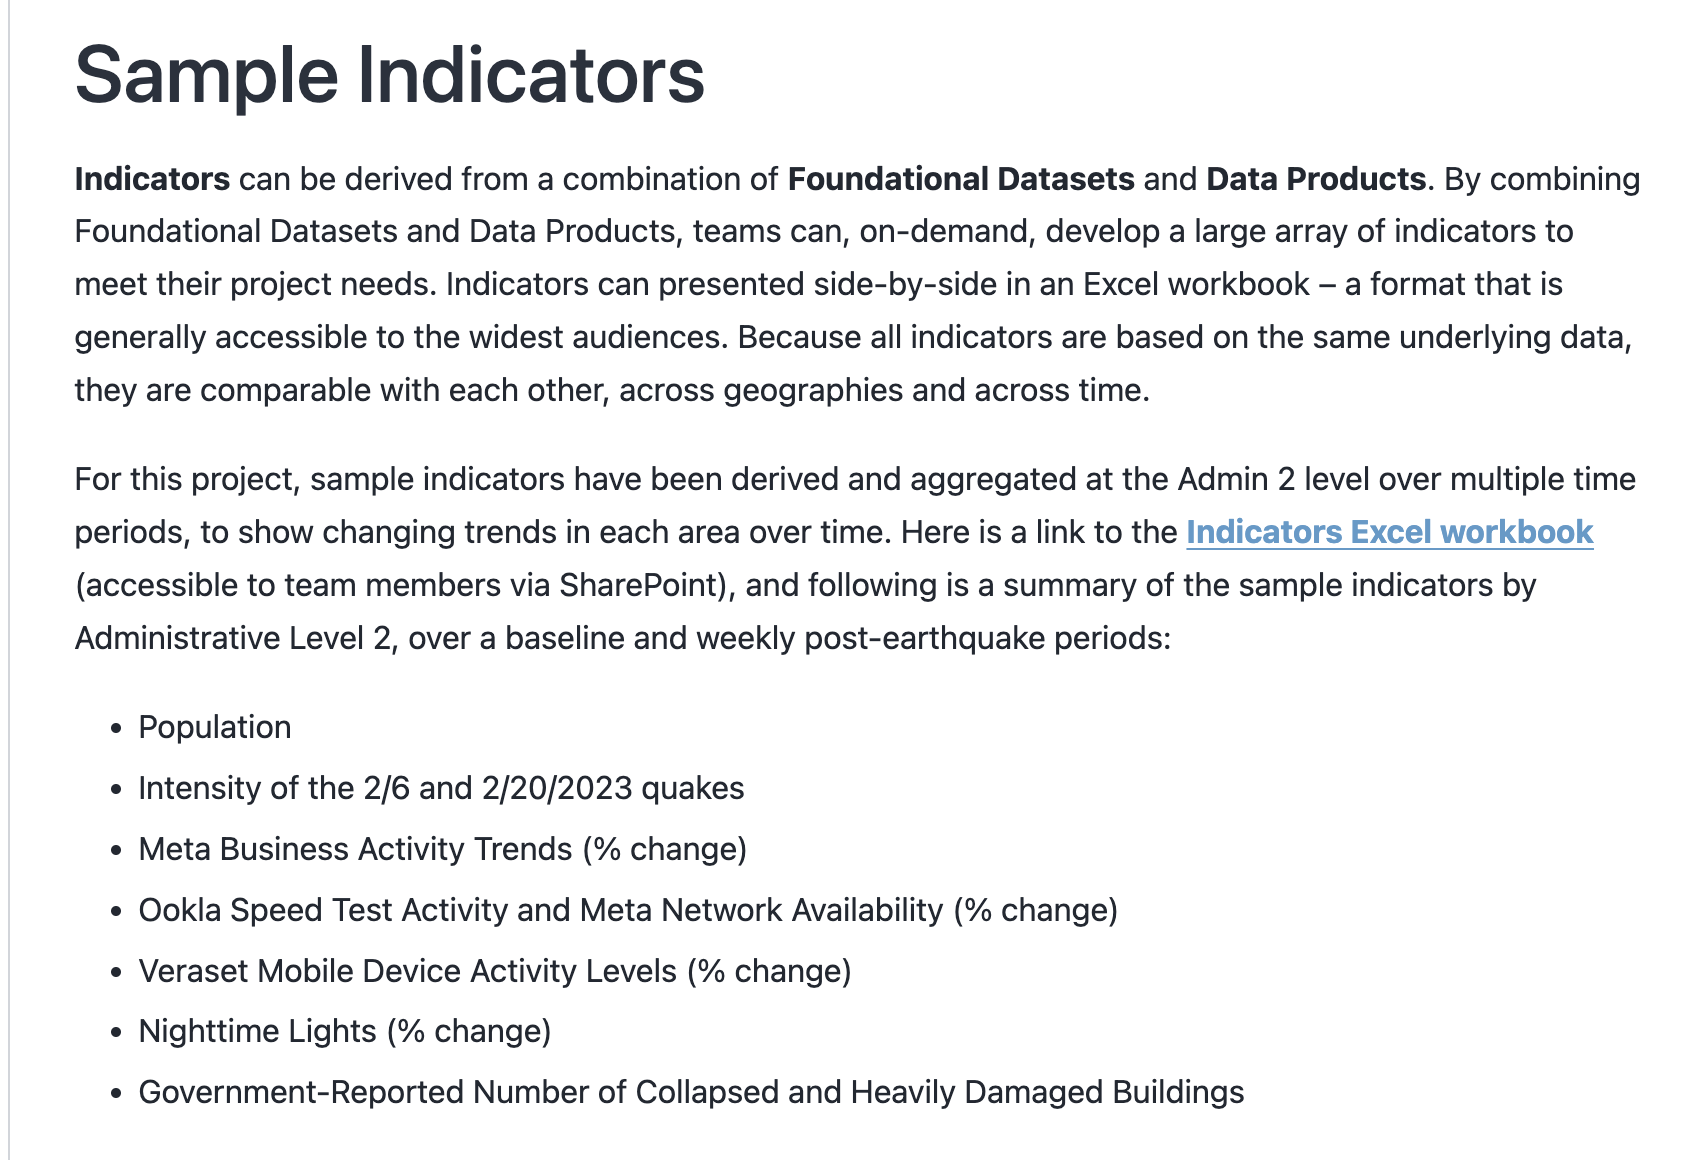 Sample Indicators
Indicators can be derived from a combination of Foundational Datasets and Data Products. By combining
Foundational Datasets and Data Products, teams can, on-demand, develop a large array of indicators to
meet their project needs. Indicators can presented side-by-side in an Excel workbook – a format that is
generally accessible to the widest audiences. Because all indicators are based on the same underlying data,
they are comparable with each other, across geographies and across time.
For this project, sample indicators have been derived and aggregated at the Admin 2 level over multiple time
periods, to show changing trends in each area over time. Here is a link to the Indicators Excel workbook
(accessible to team members via SharePoint), and following is a summary of the sample indicators by
Administrative Level 2, over a baseline and weekly post-earthquake periods:
• Population
• Intensity of the 2/6 and 2/20/2023 quakes
• Meta Business Activity Trends (% change)
• Ookla Speed Test Activity and Meta Network Availability (% change)
• Veraset Mobile Device Activity Levels (% change)
• Nighttime Lights (% change)
• Government-Reported Number of Collapsed and Heavily Damaged Buildings